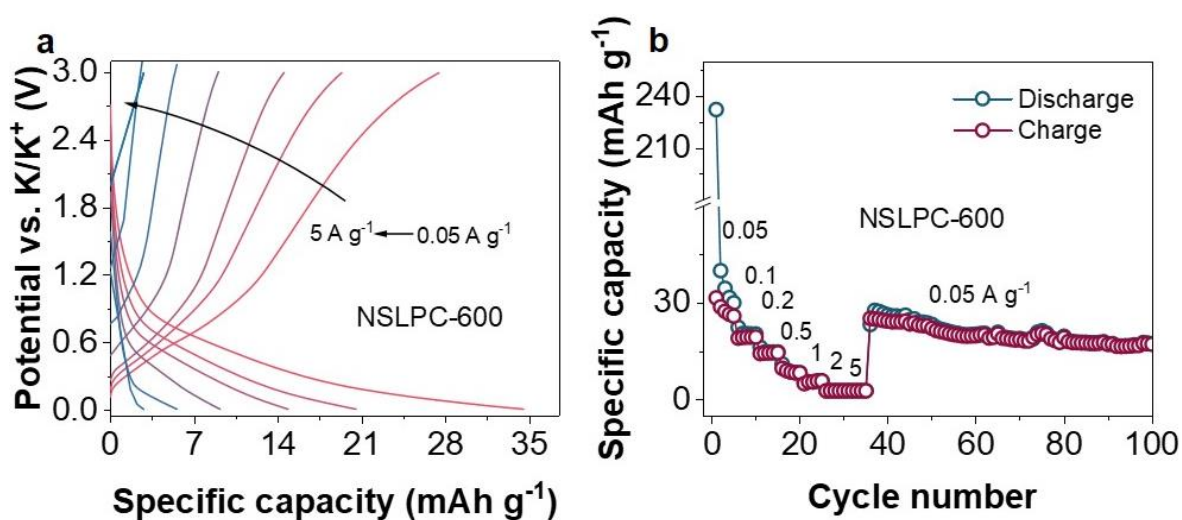 a
Potential vs. K/K⁺ (V)
3.0
2.4
1.8
1.2
0.6
0.0
5 A g⁻¹ ← 0.05 A g⁻¹
NSLPC-600
0 7 14 21 28 35
Specific capacity (mAh g⁻¹)
b
Specific capacity (mAh g⁻¹)
240
210
30
0
Discharge
Charge
NSLPC-600
0.05
0.1
0.2
0.5
1
2
5
0.05 A g⁻¹
0 20 40 60 80 100
Cycle number